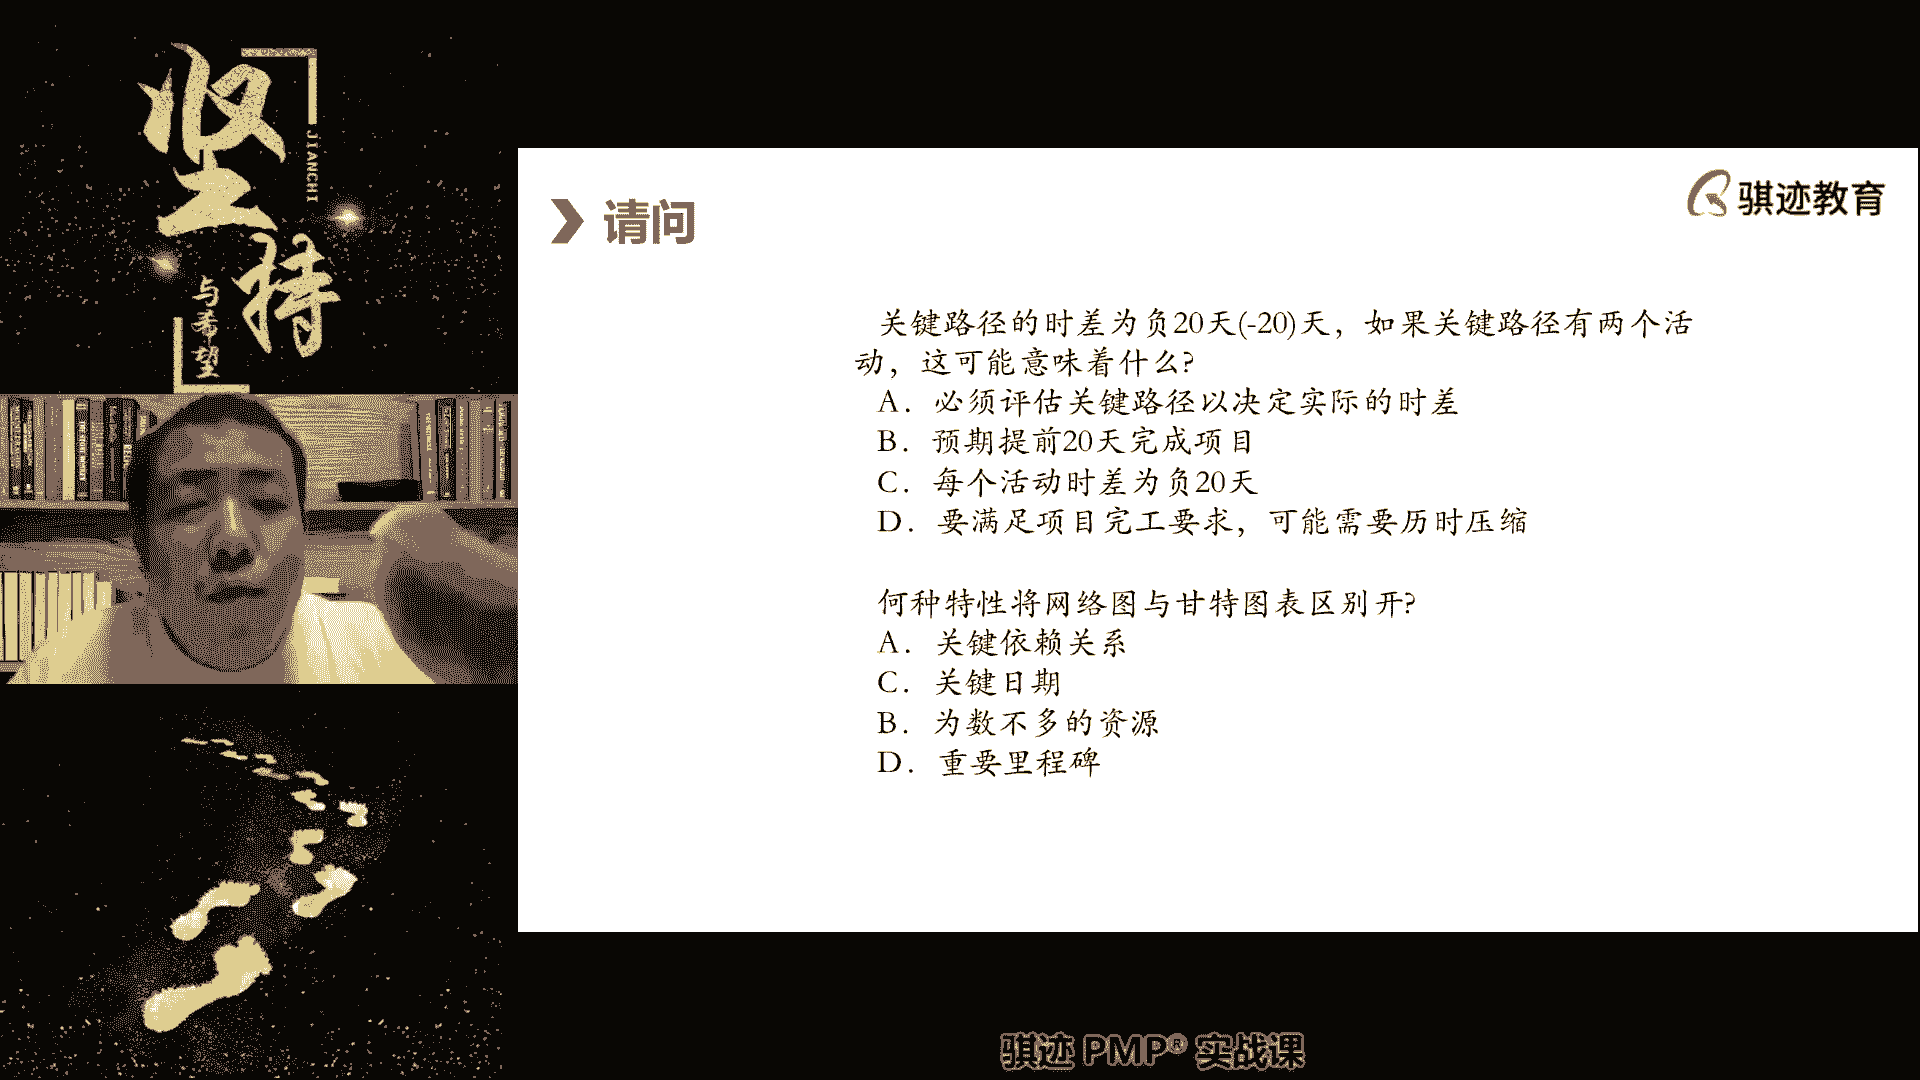 坚持
JIANCHI
与希望
请问
骐迹教育
关键路径的时差为负20天(-20)天，如果关键路径有两个活
动，这可能意味着什么?
A. 必须评估关键路径以决定实际的时差
B. 预期提前20天完成项目
C. 每个活动时差为负20天
D. 要满足项目完工要求，可能需要历时压缩
何种特性将网络图与甘特图表区别开?
A. 关键依赖关系
C. 关键日期
B. 为数不多的资源
D. 重要里程碑
骐迹 PMP® 实战课